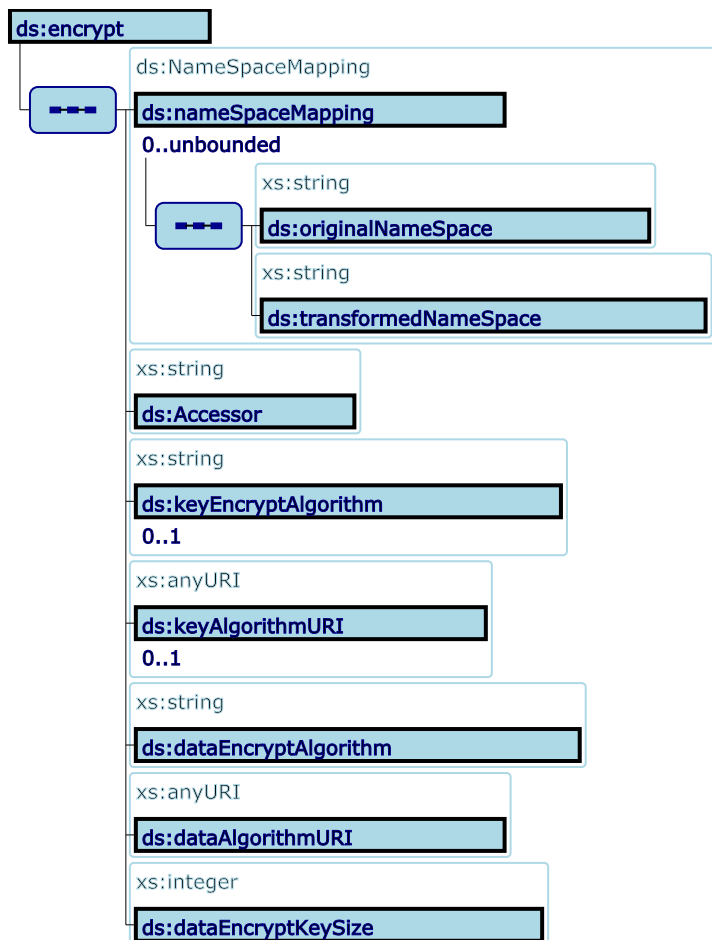 ds:encrypt
ds:NameSpaceMapping
ds:nameSpaceMapping
0..unbounded
xs:string
ds:originalNameSpace
xs:string
ds:transformedNameSpace
xs:string
ds:Accessor
xs:string
ds:keyEncryptAlgorithm
0..1
xs:anyURI
ds:keyAlgorithmURI
0..1
xs:string
ds:dataEncryptAlgorithm
xs:anyURI
ds:dataAlgorithmURI
xs:integer
ds:dataEncryptKeySize